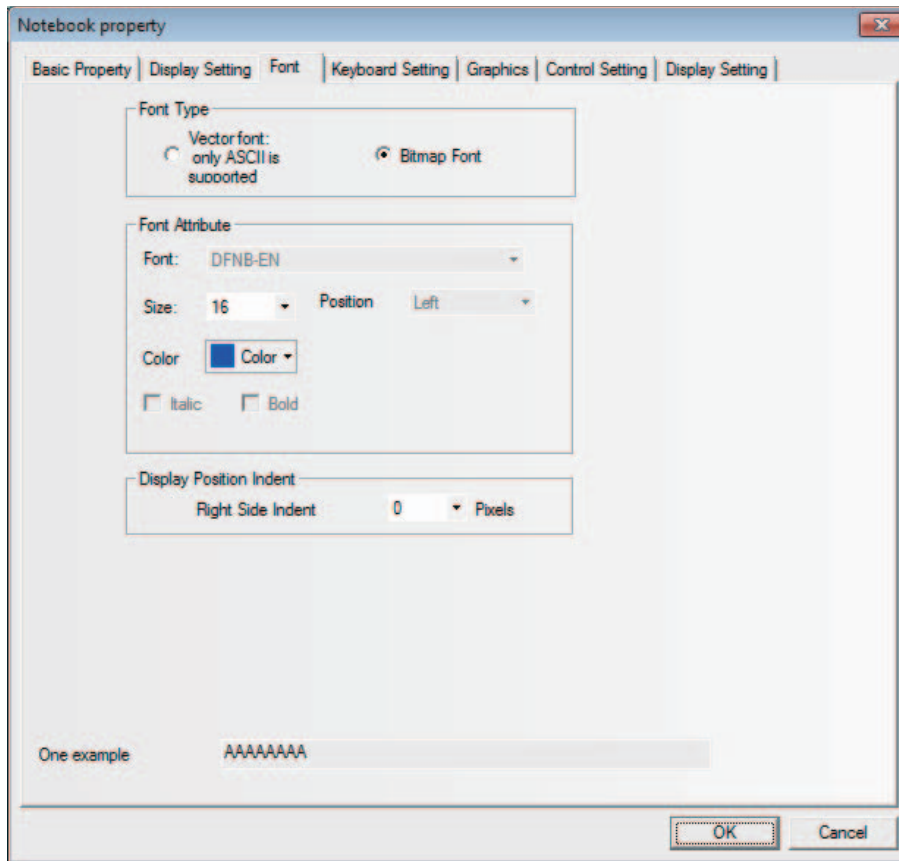 Notebook property
Basic Property Display Setting Font Keyboard Setting Graphics Control Setting Display Setting
Font Type
Vector font:
only ASCII is
supported
Bitmap Font
Font Attribute
Font: DFNB-EN
Size: 16 Position Left
Color Color
Italic Bold
Display Position Indent
Right Side Indent 0 Pixels
One example AAAAAAAA
OK Cancel